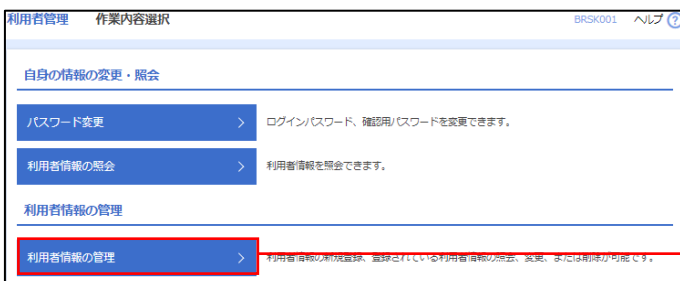 利用者管理 作業内容選択 BRSK001 ヘルプ ?
自身の情報の変更・照会
パスワード変更 ログインパスワード、確認用パスワードを変更できます。
利用者情報の照会 利用者情報を照会できます。
利用者情報の管理
利用者情報の管理 利用者情報の新規登録、登録されている利用者情報の照会、変更、または削除が可能です。